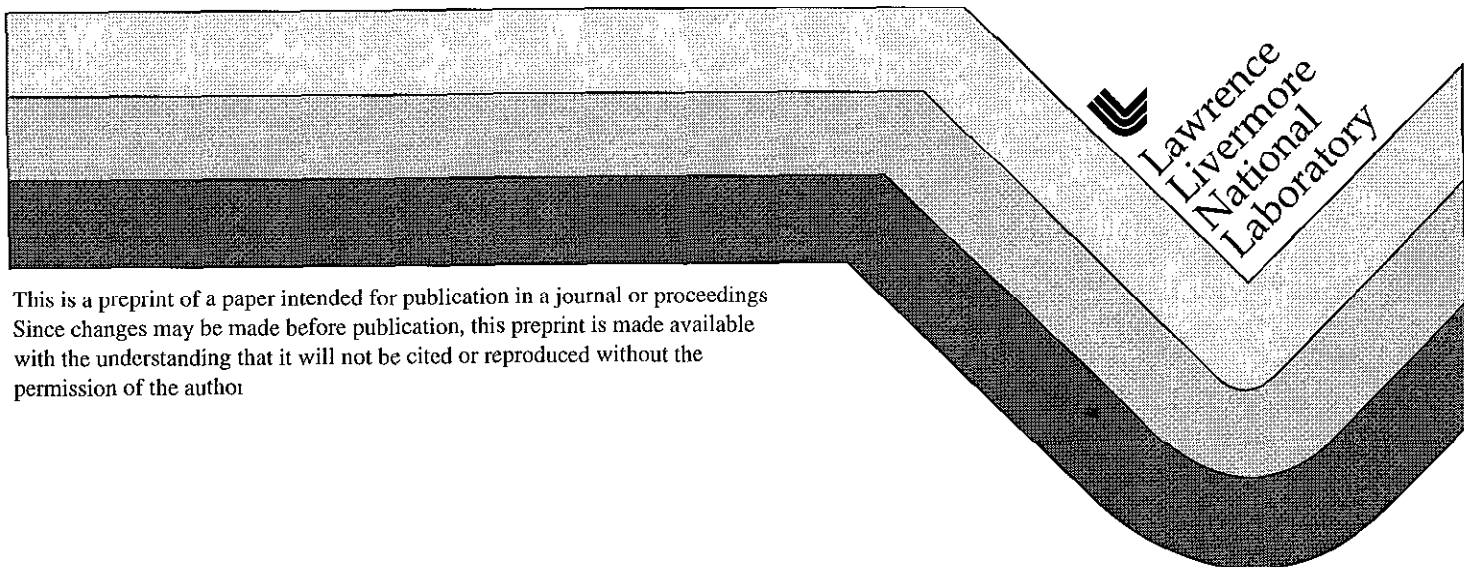 Lawrence
Livermore
National
Laboratory
This is a preprint of a paper intended for publication in a journal or proceedings
Since changes may be made before publication, this preprint is made available
with the understanding that it will not be cited or reproduced without the
permission of the author